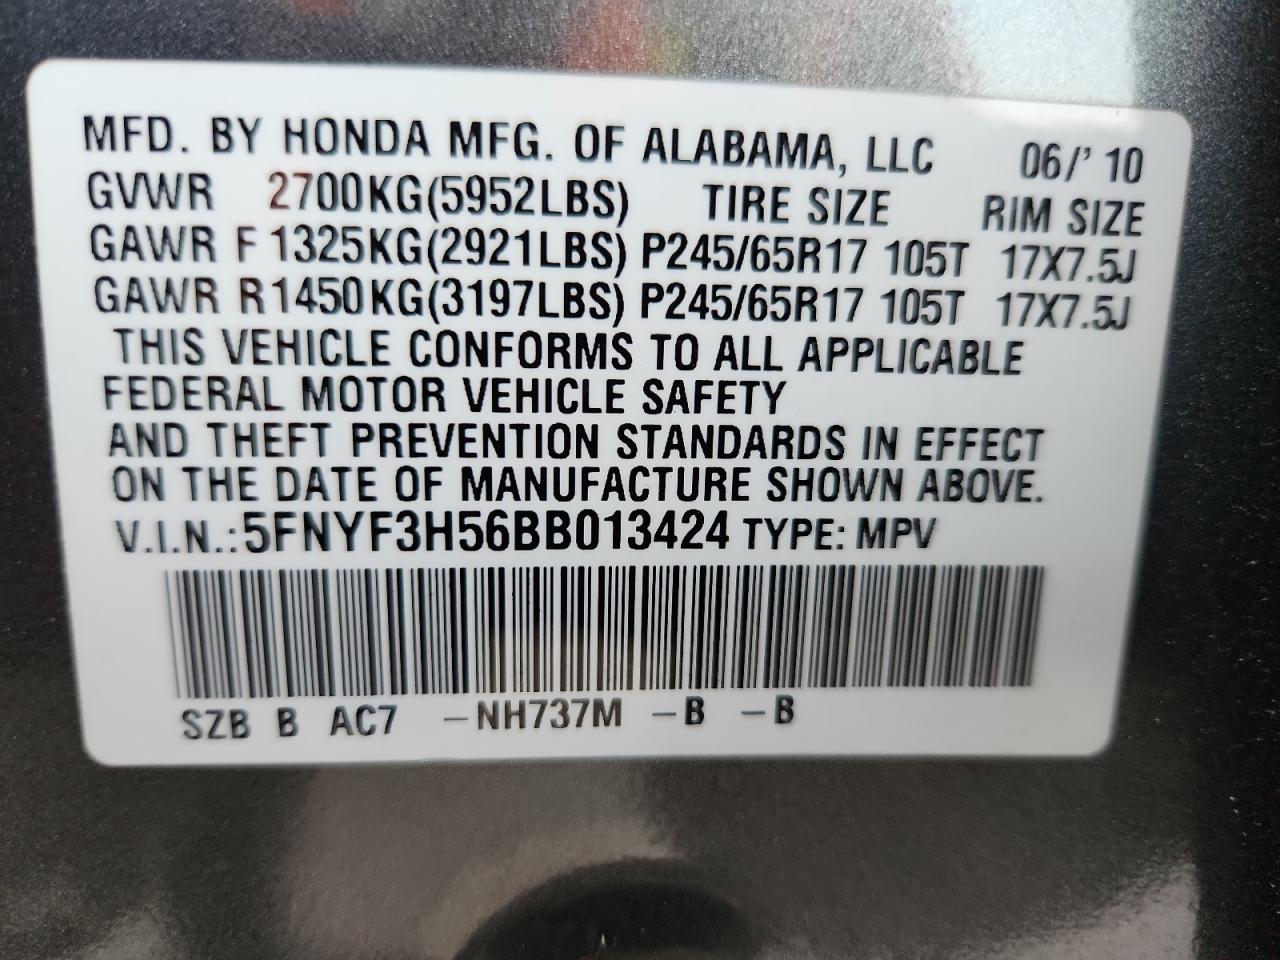 MFD. BY HONDA MFG. OF ALABAMA, LLC 06/' 10
GVWR 2700KG(5952LBS) TIRE SIZE RIM SIZE
GAWR F 1325KG(2921LBS) P245/65R17 105T 17X7.5J
GAWR R 1450KG(3197LBS) P245/65R17 105T 17X7.5J
THIS VEHICLE CONFORMS TO ALL APPLICABLE
FEDERAL MOTOR VEHICLE SAFETY
AND THEFT PREVENTION STANDARDS IN EFFECT
ON THE DATE OF MANUFACTURE SHOWN ABOVE.
V.I.N.: 5FNYF3H56BB013424 TYPE: MPV
SZB B AC7 -NH737M -B -B